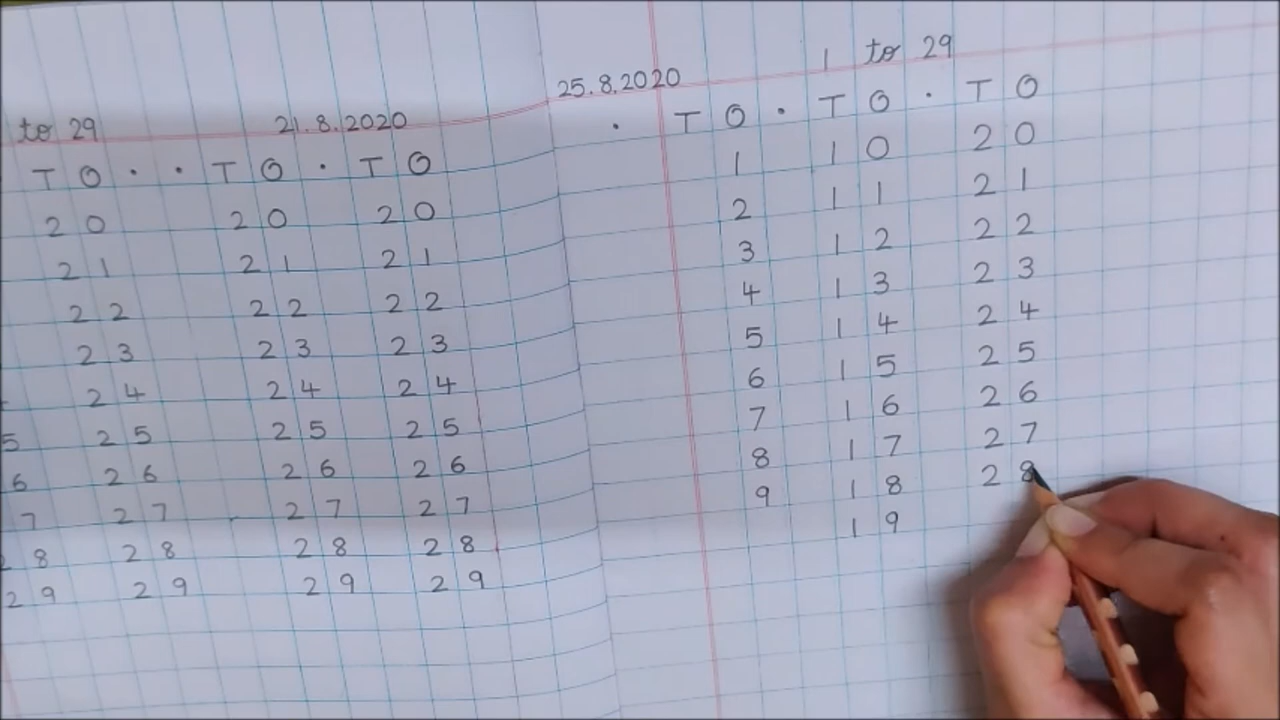 to 29 21.8.2020
T O . . T O . T O
2 0 2 0 2 0
2 1 2 1 2 1
2 2 2 2 2 2
2 3 2 3 2 3
2 4 2 4 2 4
5 2 5 2 5 2 5
6 2 6 2 6 2 6
7 2 7 2 7 2 7
2 8 2 8 2 8 2 8
2 9 2 9 2 9 2 9
1 to 29
25.8.2020
. T O . T O . T O
1 1 0 2 0
2 1 1 2 1
3 1 2 2 2
4 1 3 2 3
5 1 4 2 4
6 1 5 2 5
7 1 6 2 6
8 1 7 2 7
9 1 8 2 8
1 9